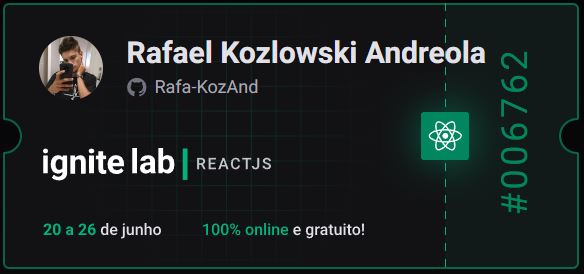 Rafael Kozlowski Andreola
Rafa-KozAnd
ignite lab REACTJS
20 a 26 de junho
100% online e gratuito!
#006762